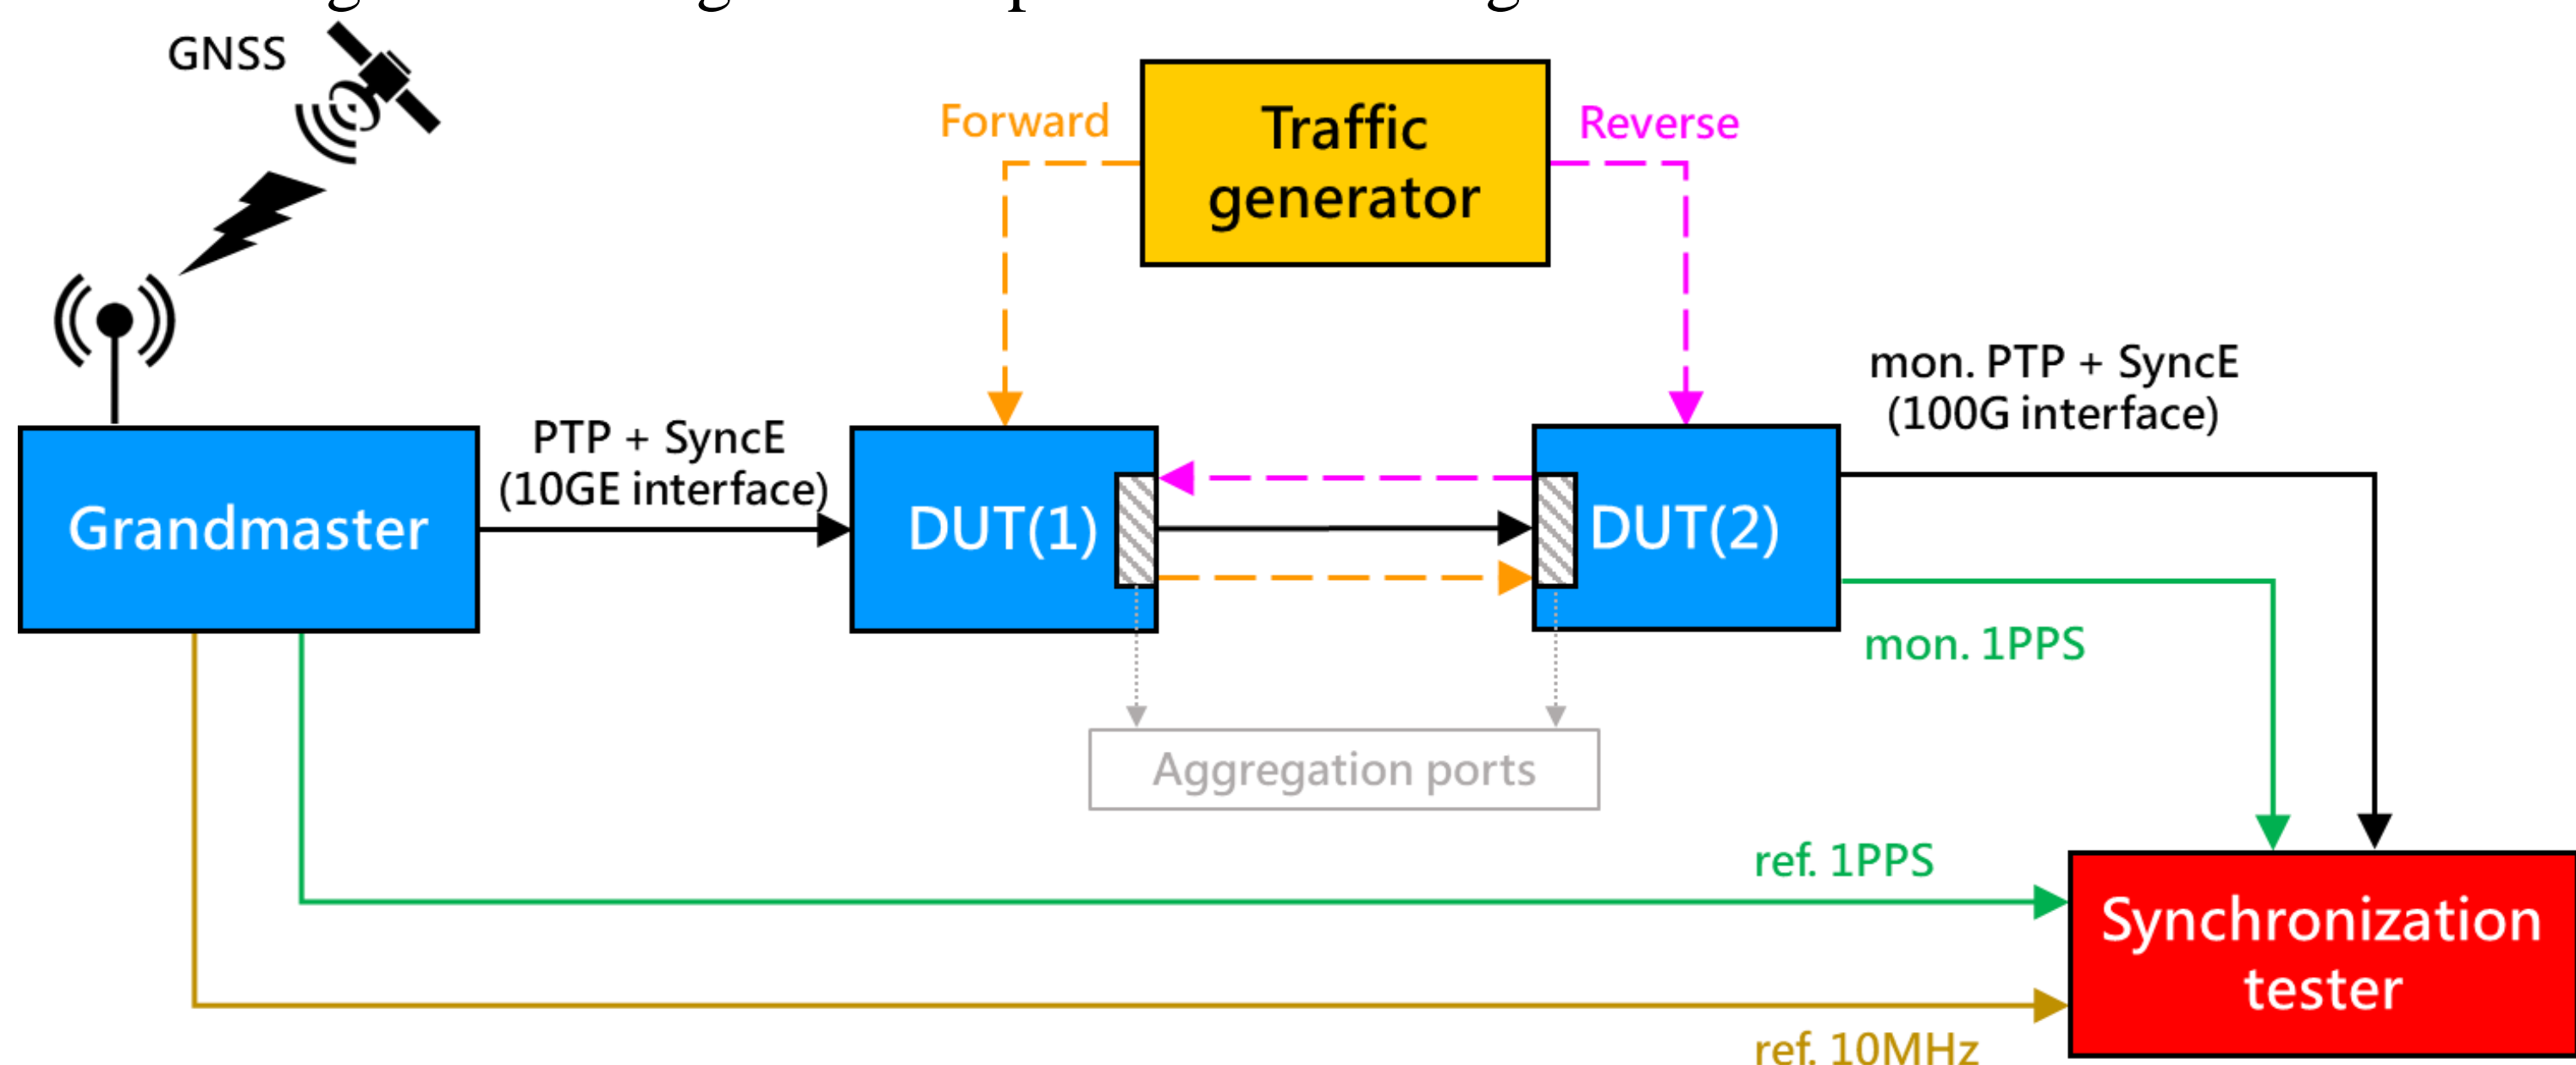 GNSS
Forward
Traffic
generator
Reverse
PTP + SyncE
(10GE interface)
mon. PTP + SyncE
(100G interface)
Grandmaster
DUT(1)
DUT(2)
mon. 1PPS
Aggregation ports
ref. 1PPS
Synchronization
tester
ref. 10MHz